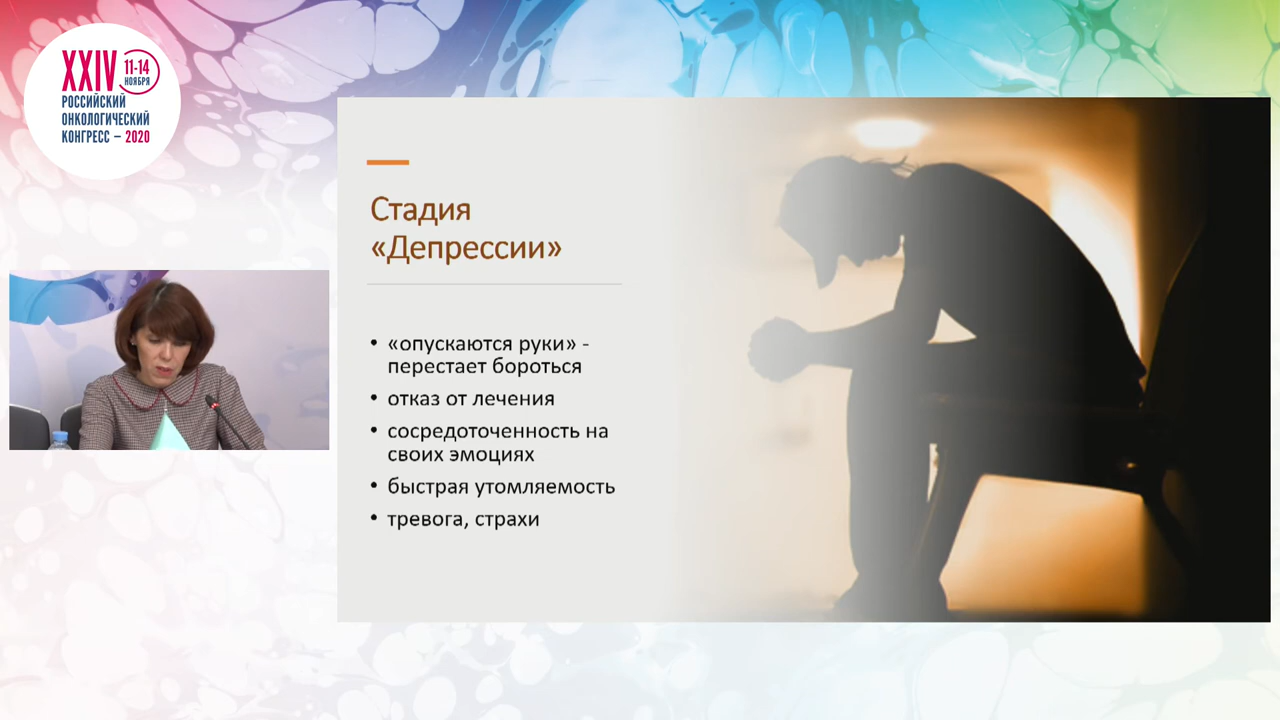 XXIV
11-14
НОЯБРЯ
РОССИЙСКИЙ
ОНКОЛОГИЧЕСКИЙ
КОНГРЕСС – 2020
Стадия
«Депрессии»
• «опускаются руки» -
перестает бороться
• отказ от лечения
• сосредоточенность на
своих эмоциях
• быстрая утомляемость
• тревога, страхи